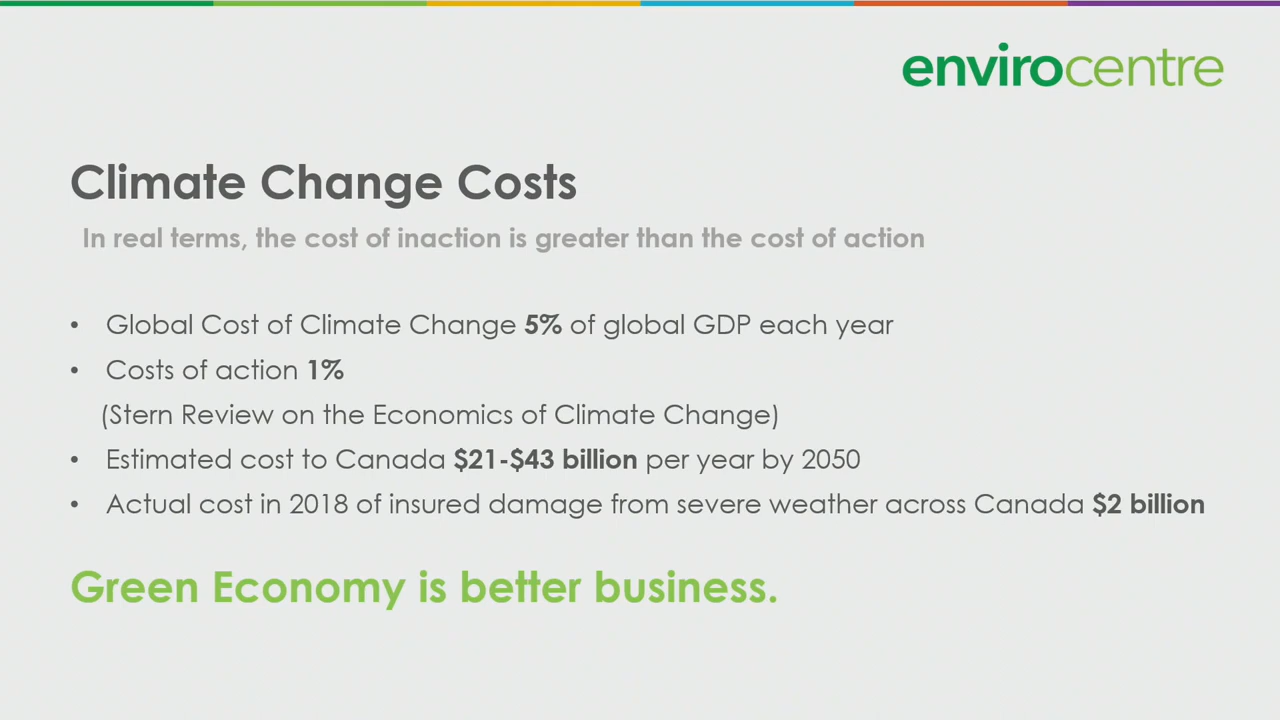 envirocentre
Climate Change Costs
In real terms, the cost of inaction is greater than the cost of action
• Global Cost of Climate Change 5% of global GDP each year
• Costs of action 1%
(Stern Review on the Economics of Climate Change)
• Estimated cost to Canada $21-$43 billion per year by 2050
• Actual cost in 2018 of insured damage from severe weather across Canada $2 billion
Green Economy is better business.